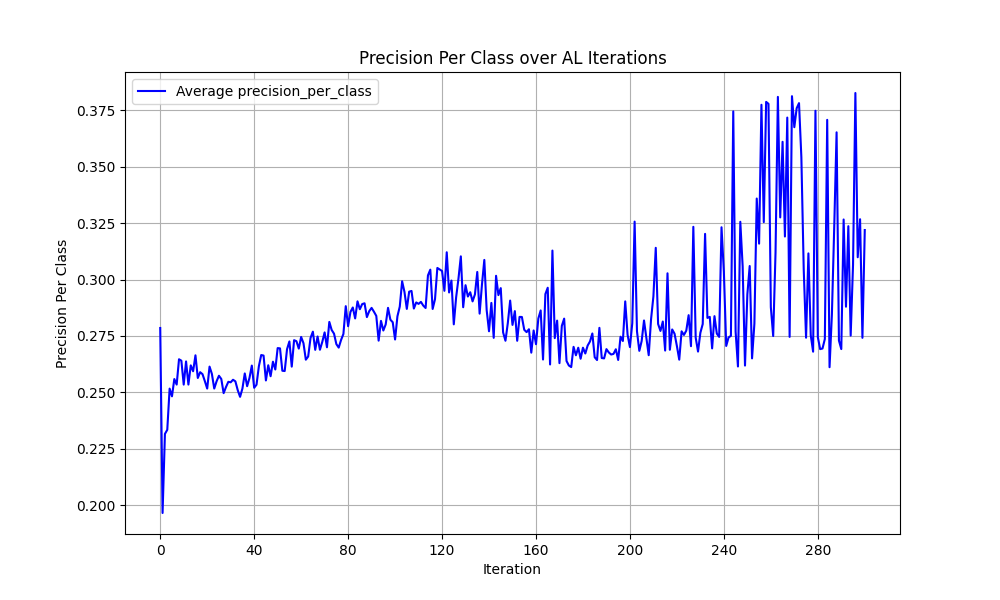 Precision Per Class over AL Iterations
Average precision_per_class
Precision Per Class
0.375
0.350
0.325
0.300
0.275
0.250
0.225
0.200
0 40 80 120 160 200 240 280
Iteration